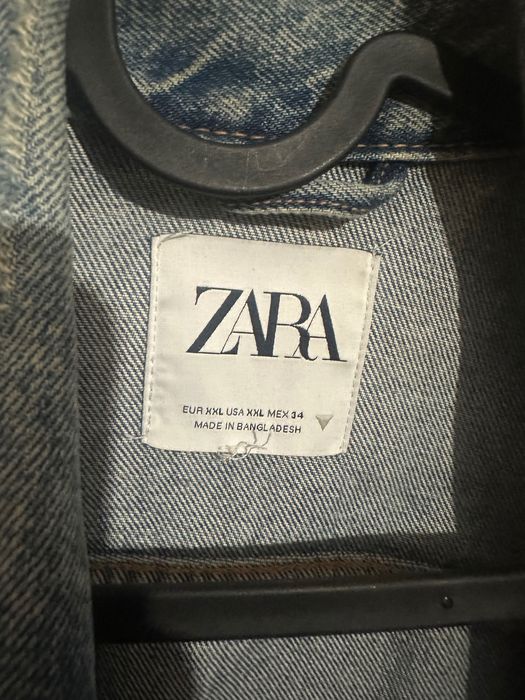 ZARA
EUR XXL USA XXL MEX 34
MADE IN BANGLADESH